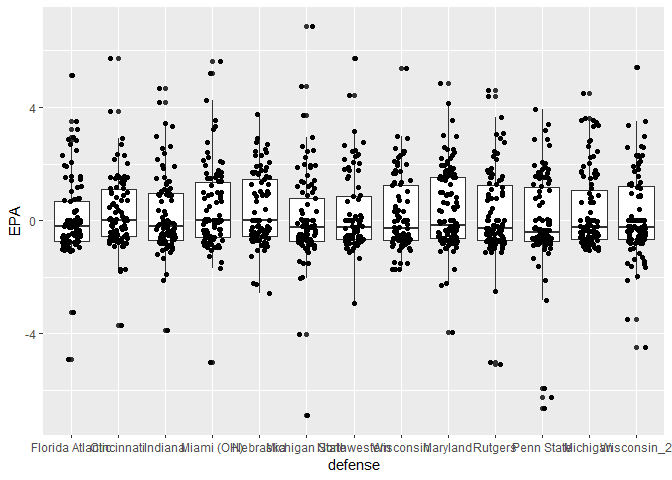 4
0
-4
EPA
Florida Atlantic Cincinnati Indiana Miami (OH) Nebraska Michigan State Northwestern Wisconsin Maryland Rutgers Penn State Michigan Wisconsin_2
defense